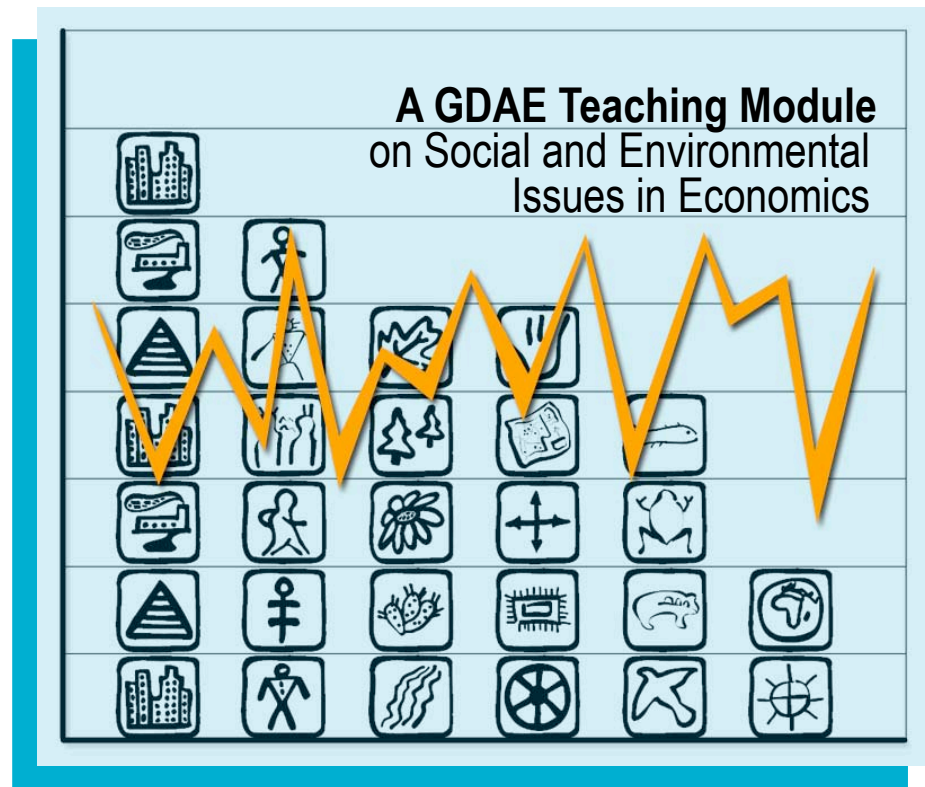 A GDAE Teaching Module
on Social and Environmental
Issues in Economics